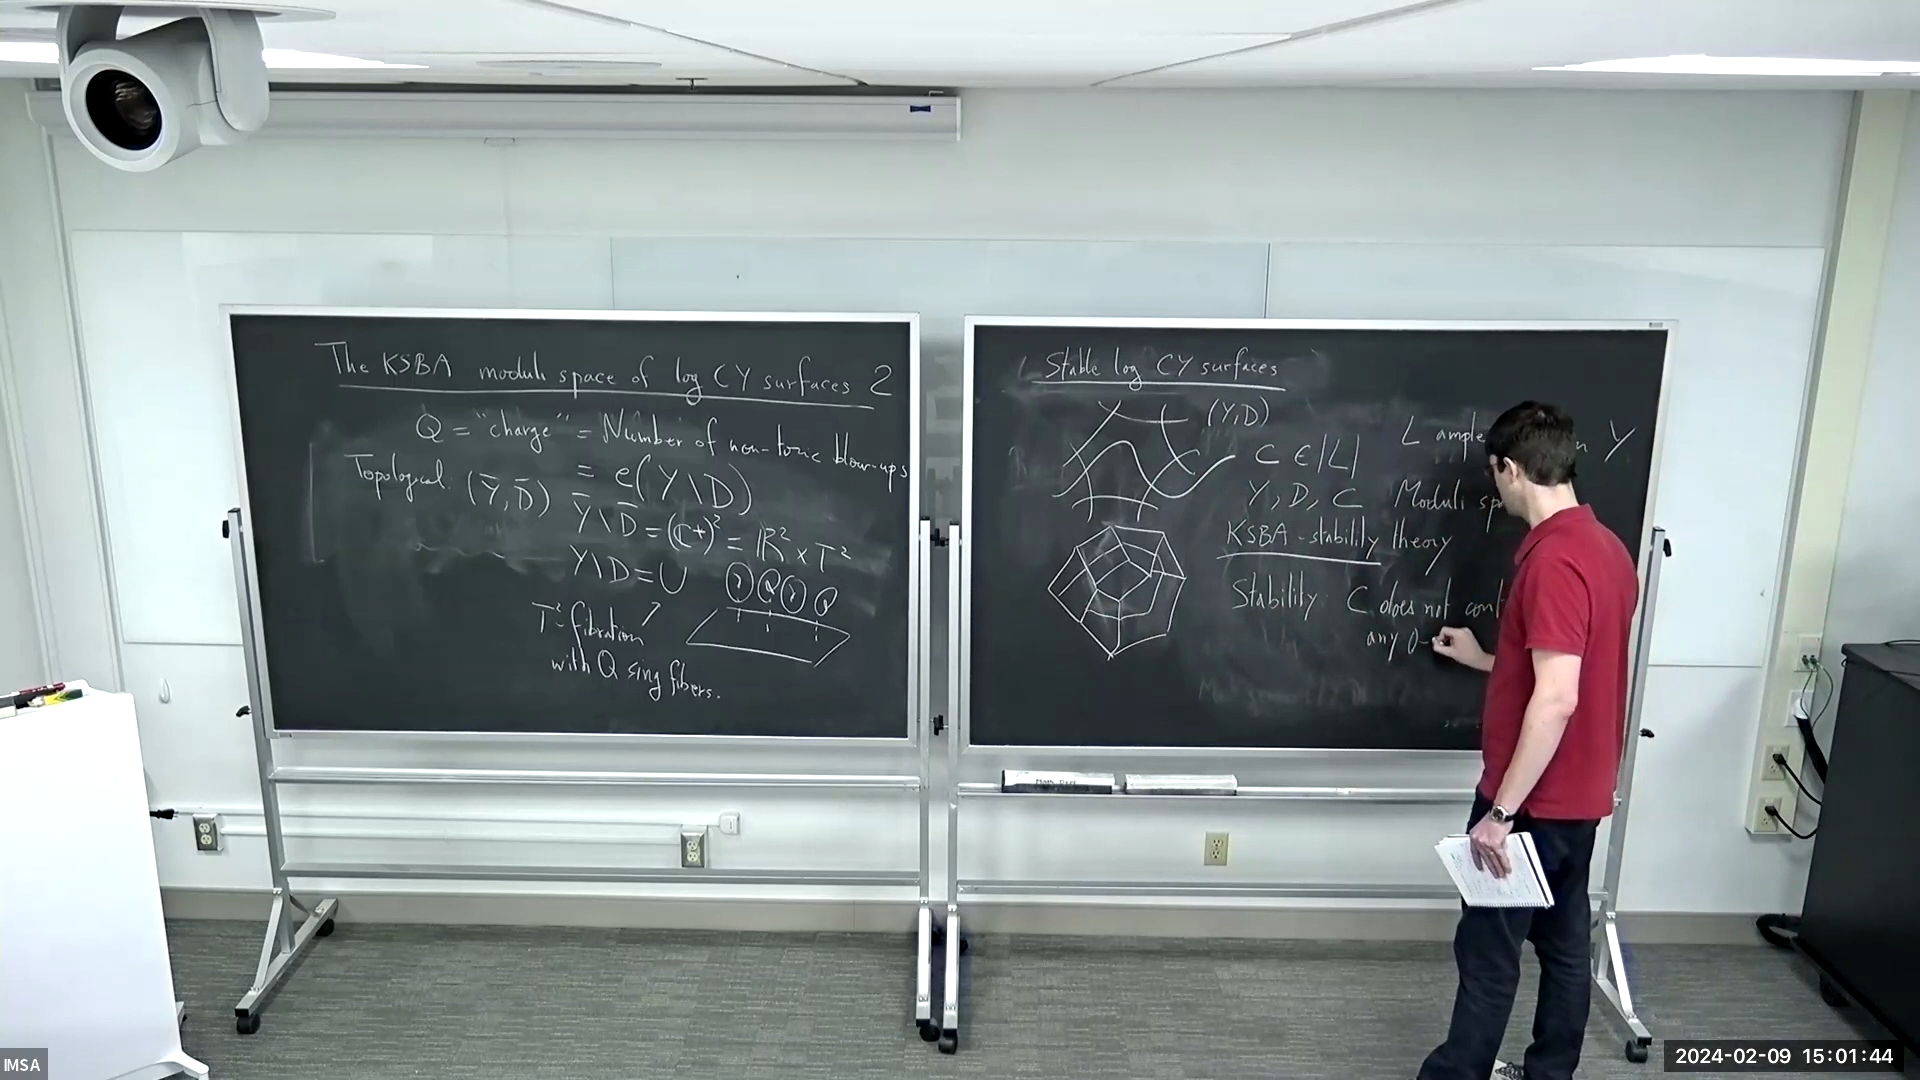 The KSBA moduli space of log CY surfaces 2
Q = "charge" = Number of non-toric blow-ups
= e(Y\D)
Topological: (Y̅, D̅)
Y̅\D̅ = (ℂ*)² = ℝ² × T²
Y\D = U
T²-fibration
with Q sing fibers.
Stable log CY surfaces
(Y,D)
L ample
Y
C ∈ |L|
Y, D, C Moduli
KSBA-stability theory
Stability: C does not
any 0-
IMSA
2024-02-09 15:01:44